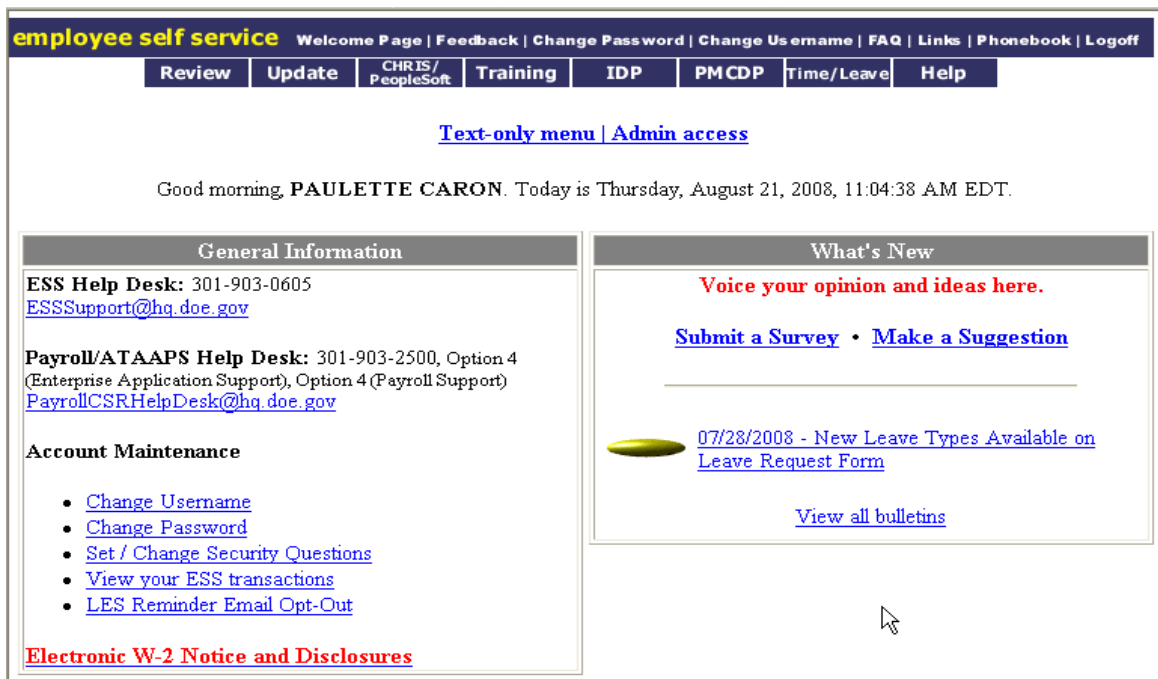 employee self service Welcome Page | Feedback | Change Password | Change Username | FAQ | Links | Phonebook | Logoff
Review Update CHRIS/ PeopleSoft Training IDP PMCDP Time/Leave Help
Text-only menu | Admin access
Good morning, PAULETTE CARON. Today is Thursday, August 21, 2008, 11:04:38 AM EDT.
General Information
ESS Help Desk: 301-903-0605
ESSSupport@hq.doe.gov
Payroll/ATAAPS Help Desk: 301-903-2500, Option 4
(Enterprise Application Support), Option 4 (Payroll Support)
PayrollCSRHelpDesk@hq.doe.gov
Account Maintenance
• Change Username
• Change Password
• Set / Change Security Questions
• View your ESS transactions
• LES Reminder Email Opt-Out
Electronic W-2 Notice and Disclosures
What's New
Voice your opinion and ideas here.
Submit a Survey • Make a Suggestion
07/28/2008 - New Leave Types Available on
Leave Request Form
View all bulletins